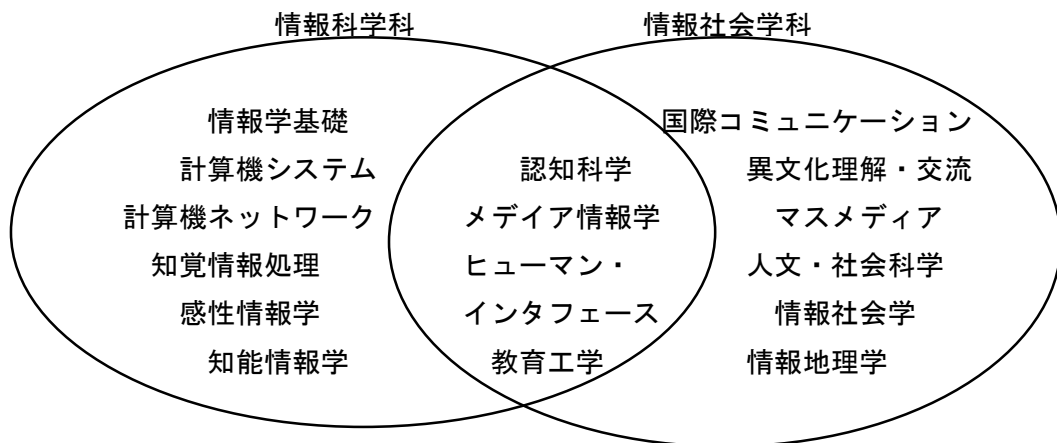 情報科学科
情報社会学科
情報学基礎
計算機システム
計算機ネットワーク
知覚情報処理
感性情報学
知能情報学
認知科学
メデイア情報学
ヒューマン・
インタフェース
教育工学
国際コミュニケーション
異文化理解・交流
マスメディア
人文・社会科学
情報社会学
情報地理学